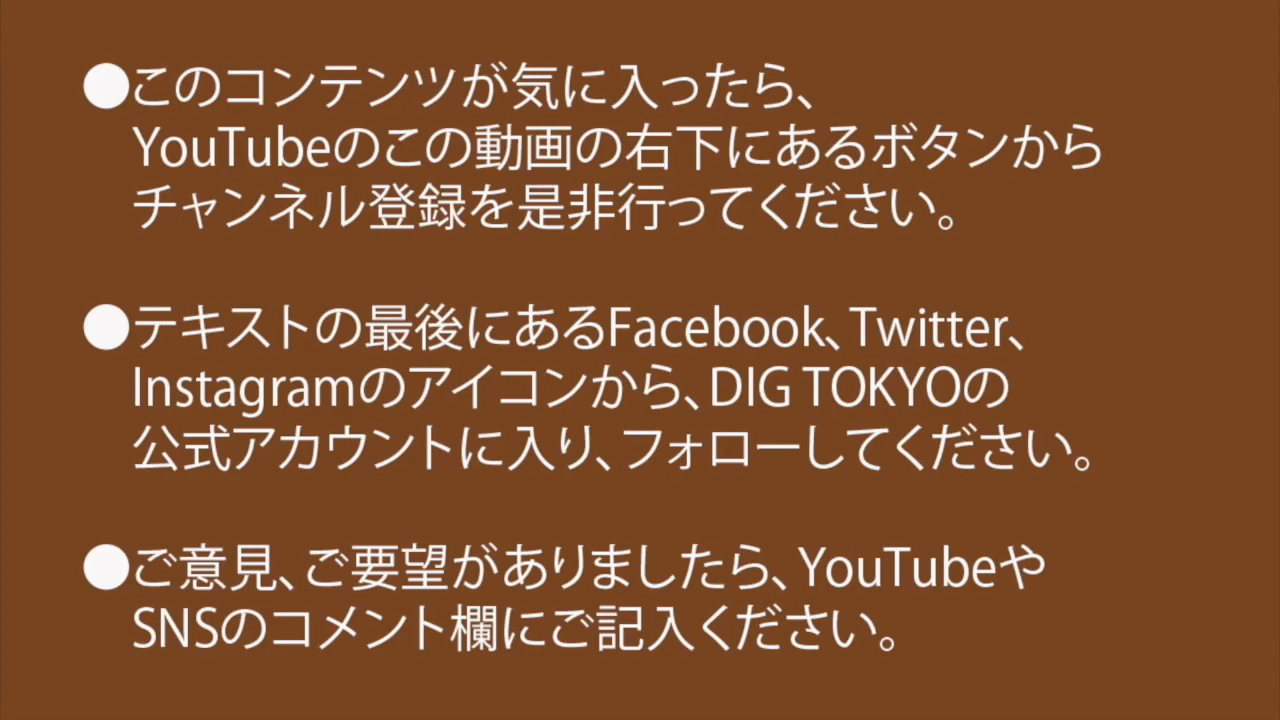 ●このコンテンツが気に入ったら、
YouTubeのこの動画の右下にあるボタンから
チャンネル登録を是非行ってください。
●テキストの最後にあるFacebook、Twitter、
Instagramのアイコンから、DIG TOKYOの
公式アカウントに入り、フォローしてください。
●ご意見、ご要望がありましたら、YouTubeや
SNSのコメント欄にご記入ください。